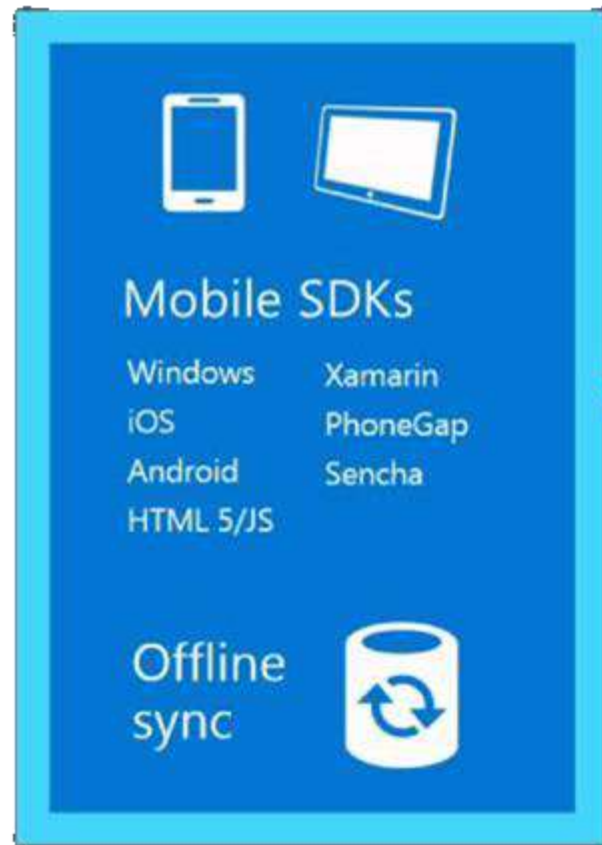 Mobile SDKs
Windows
iOS
Android
HTML 5/JS
Xamarin
PhoneGap
Sencha
Offline
sync